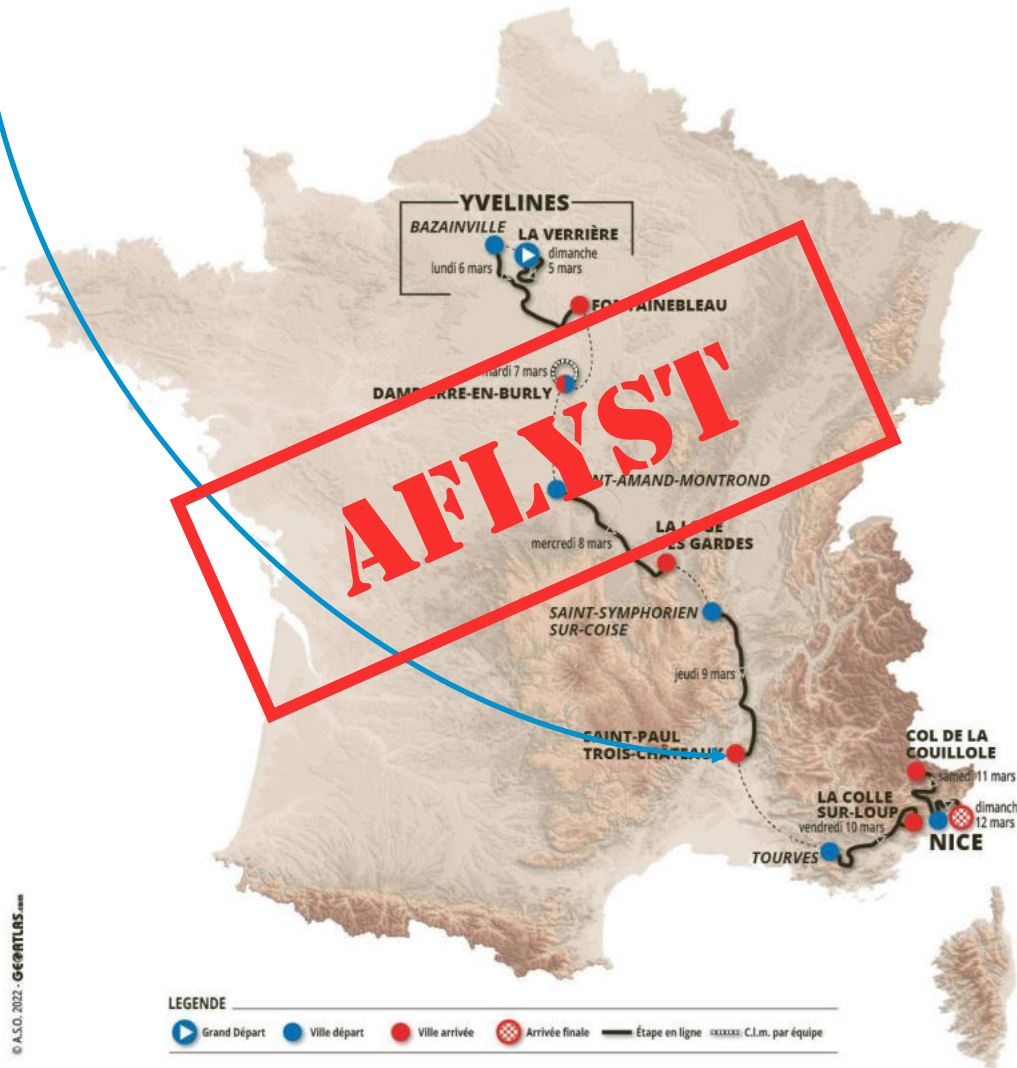 YVELINES
BAZAINVILLE
LA VERRIÈRE
dimanche
5 mars
lundi 6 mars
FONTAINEBLEAU
mardi 7 mars
DAMPIERRE-EN-BURLY
AFLYST
NT-AMAND-MONTROND
mercredi 8 mars
LA LOGE
DES GARDES
SAINT-SYMPHORIEN
SUR-COISE
jeudi 9 mars
SAINT-PAUL
TROIS-CHÂTEAUX
COL DE LA
COUILLOLE
samedi 11 mars
LA COLLE
SUR-LOUP
vendredi 10 mars
dimanch
12 mars
NICE
TOURVES
© A.S.O. 2022 - GEOATLAS.com
LEGENDE
Grand Départ
Ville départ
Ville arrivée
Arrivée finale
Étape en ligne
C.l.m. par équipe